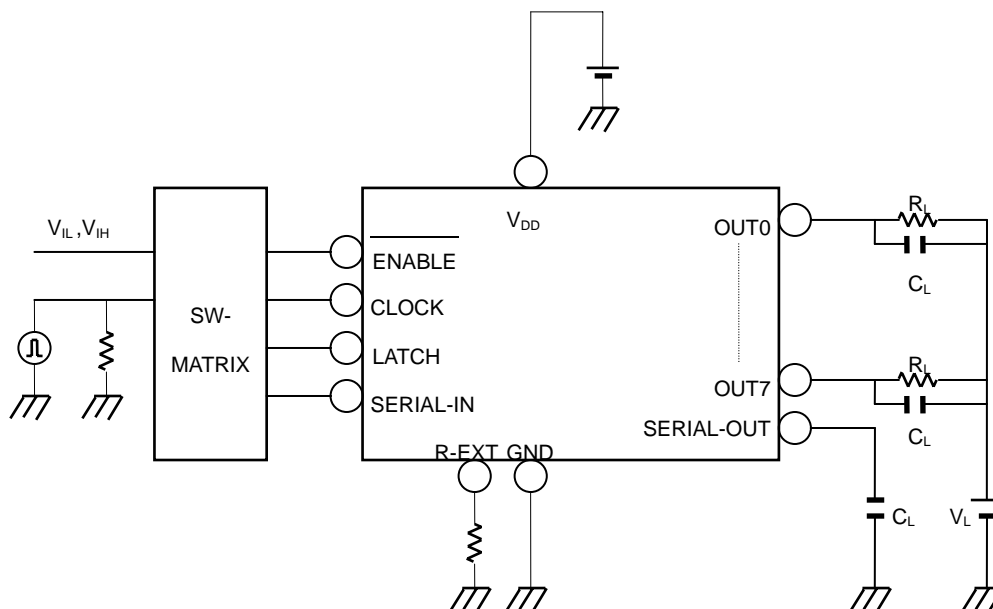 V_IL ,V_IH
SW-
MATRIX
V_DD
ENABLE
CLOCK
LATCH
SERIAL-IN
R-EXT GND
OUT0
OUT7
SERIAL-OUT
R_L
C_L
R_L
C_L
C_L
V_L